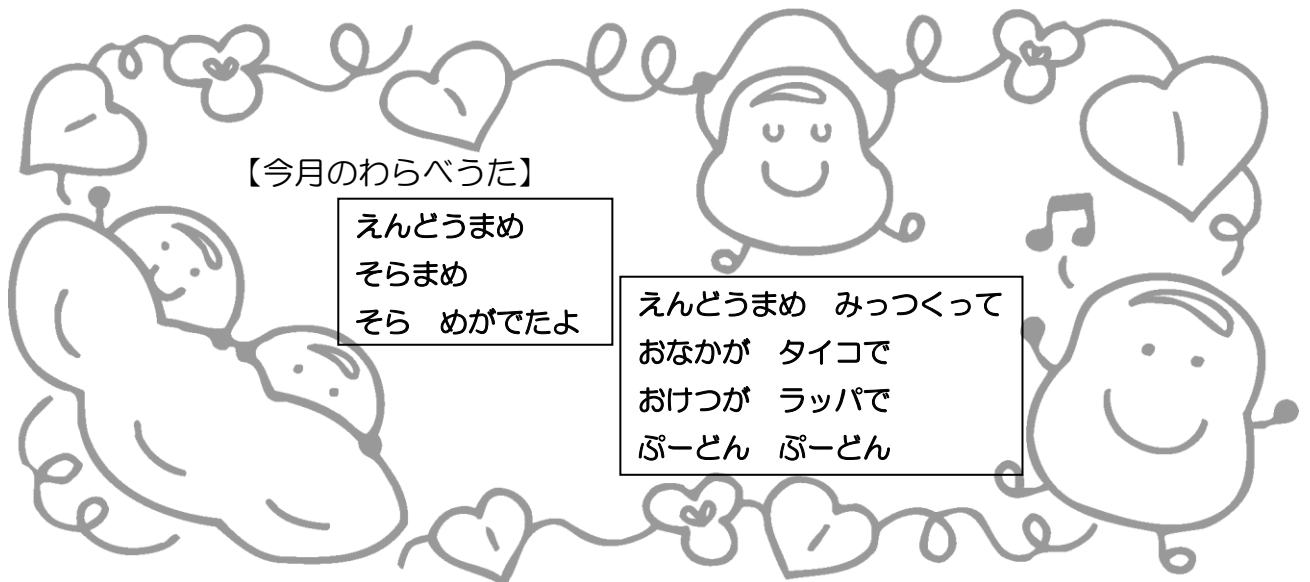 【今月のわらべうた】
えんどうまめ
そらまめ
そら　めがでたよ
えんどうまめ　みっつくって
おなかが　タイコで
おけつが　ラッパで
ぷーどん　ぷーどん